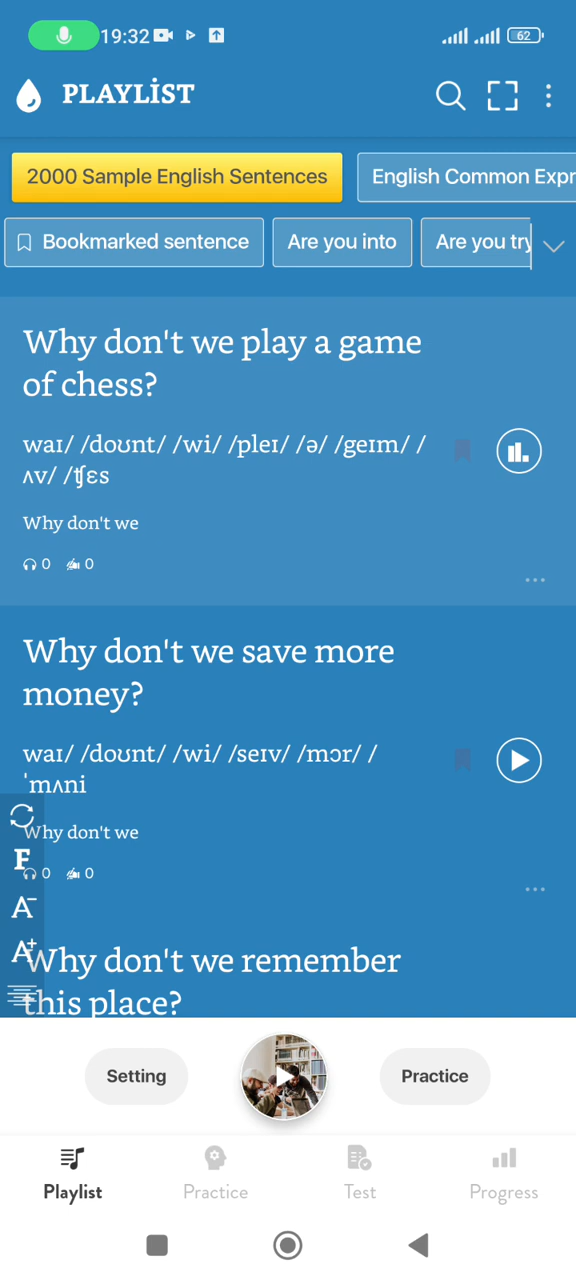 19:32
62
PLAYLİST
2000 Sample English Sentences
English Common Expr
Bookmarked sentence
Are you into
Are you try
Why don't we play a game
of chess?
waɪ/ /doʊnt/ /wi/ /pleɪ/ /ə/ /geɪm/ /
ʌv/ /ʧɛs
Why don't we
0 0
Why don't we save more
money?
waɪ/ /doʊnt/ /wi/ /seɪv/ /mɔr/ /
ˈmʌni
Why don't we
F
0 0
A-
A+
Why don't we remember
this place?
Setting
Practice
Playlist
Practice
Test
Progress